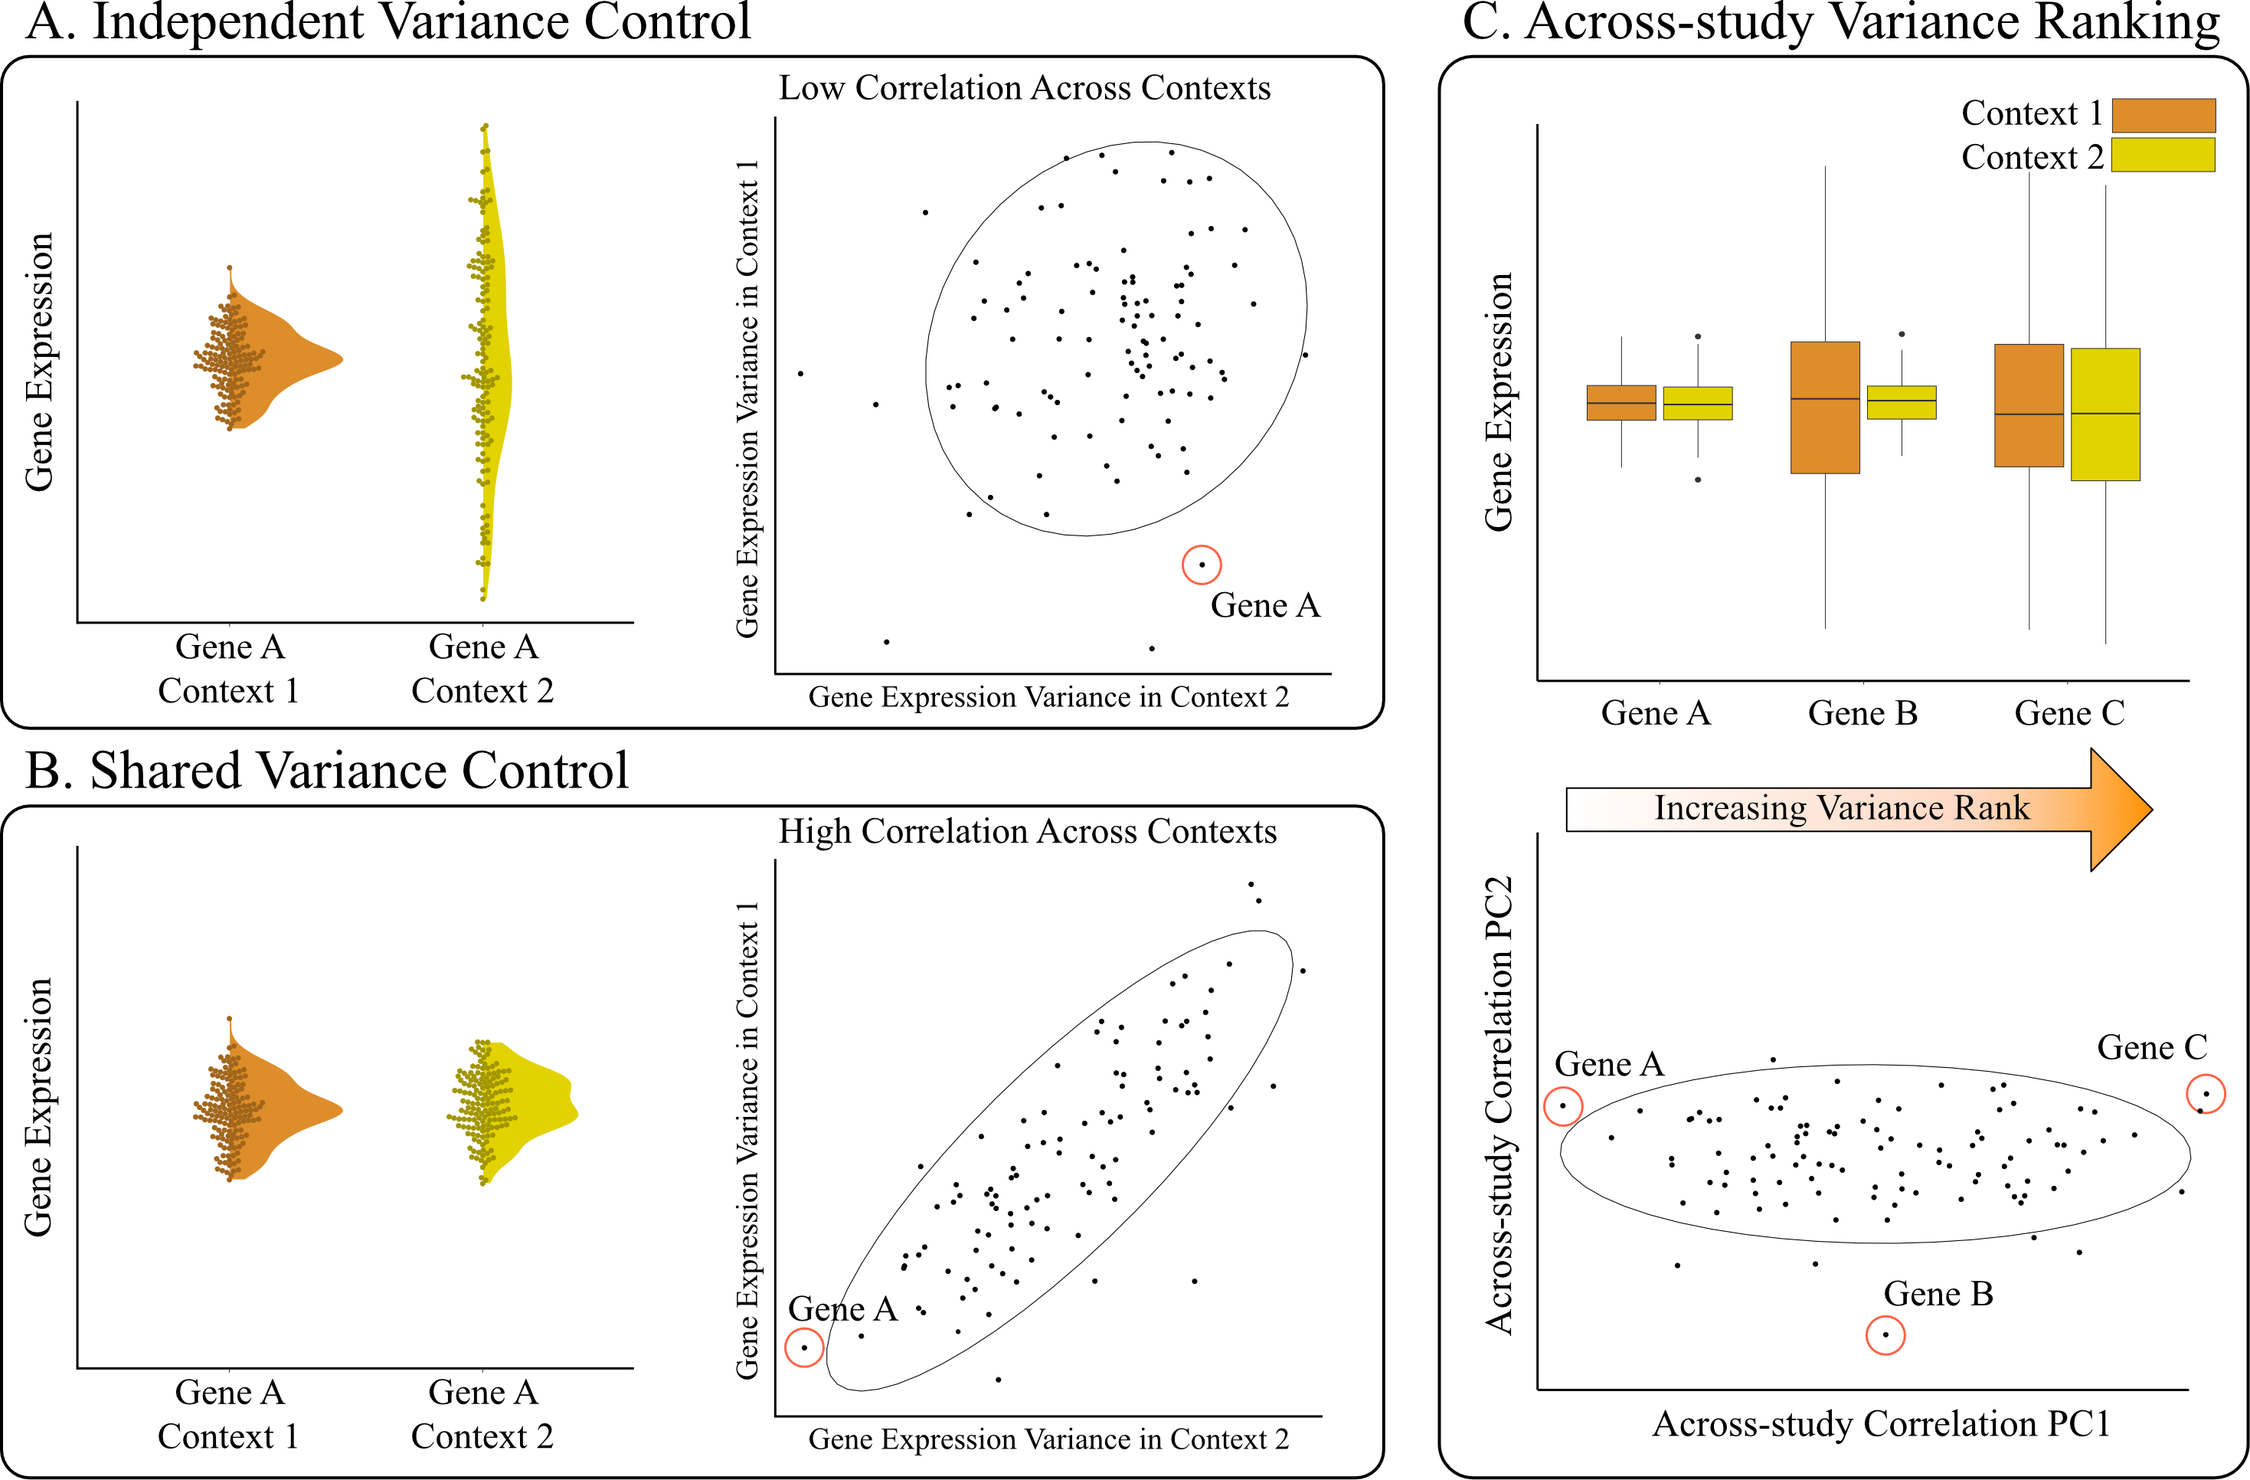 A. Independent Variance Control
Gene Expression
Gene A
Context 1
Gene A
Context 2
Low Correlation Across Contexts
Gene Expression Variance in Context 1
Gene A
Gene Expression Variance in Context 2
B. Shared Variance Control
Gene Expression
Gene A
Context 1
Gene A
Context 2
High Correlation Across Contexts
Gene Expression Variance in Context 1
Gene A
Gene Expression Variance in Context 2
C. Across-study Variance Ranking
Context 1
Context 2
Gene Expression
Gene A
Gene B
Gene C
Increasing Variance Rank
Across-study Correlation PC2
Gene A
Gene C
Gene B
Across-study Correlation PC1